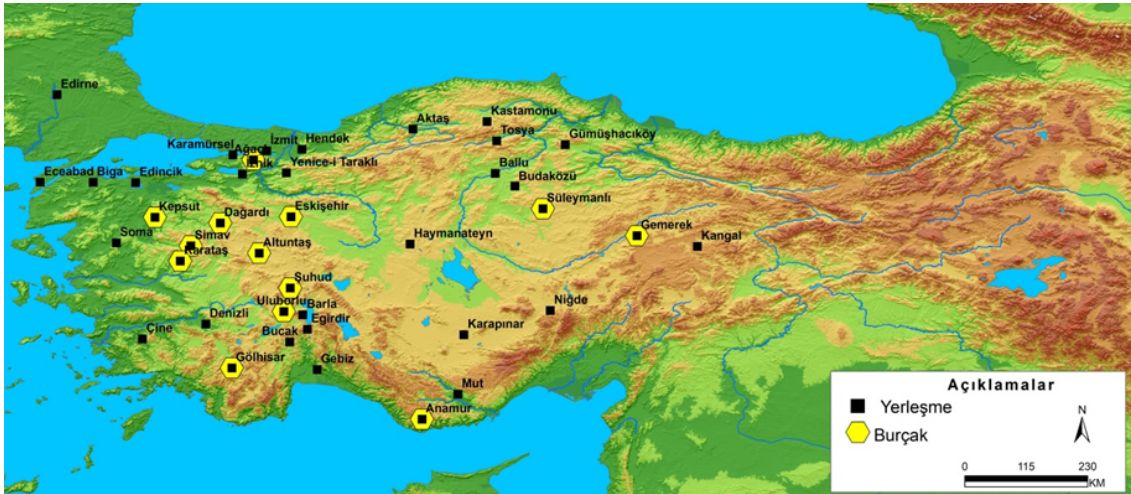 Edirne
Kastamonu
Aktaş
Tosya
Gümüşhacıköy
İzmit
Hendek
Karamürsel
Ağaç
İznik
Yenice-i Taraklı
Ballu
Budaközü
Eceabad
Biga
Edincik
Kepsut
Dağardı
Eskişehir
Süleymanlı
Soma
Simav
Karataş
Altuntaş
Haymanateyn
Gemerek
Kangal
Şuhud
Uluborlu
Barla
Egirdir
Niğde
Denizli
Çine
Bucak
Karapınar
Gölhisar
Gebiz
Mut
Anamur
Açıklamalar
Yerleşme
Burçak
N
0 115 230
KM